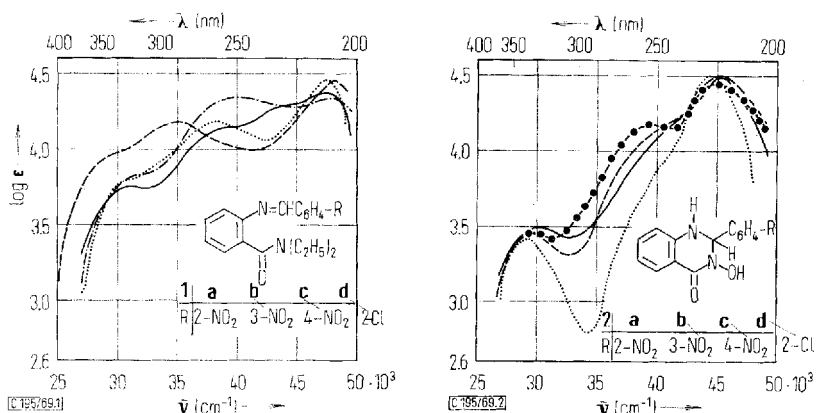 λ̄ (nm)
400 350 300 250 200
4.5
4.0
log ε
3.5
3.0
2.6
N=CHC₆H₄-R
N(C₂H₅)₂
C
O
1 a b c d
R 2-NO₂ 3-NO₂ 4-NO₂ 2-Cl
25 30 35 40 45 50·10³
C 195/69.1
ν̄ (cm⁻¹)
λ̄ (nm)
400 350 300 250 200
4.5
4.0
3.5
3.0
2.6
H
N C₆H₄-R
H
N-OH
O
2 a b c d
R 2-NO₂ 3-NO₂ 4-NO₂ 2-Cl
25 30 35 40 45 50·10³
C 195/69.2
ν̄ (cm⁻¹)